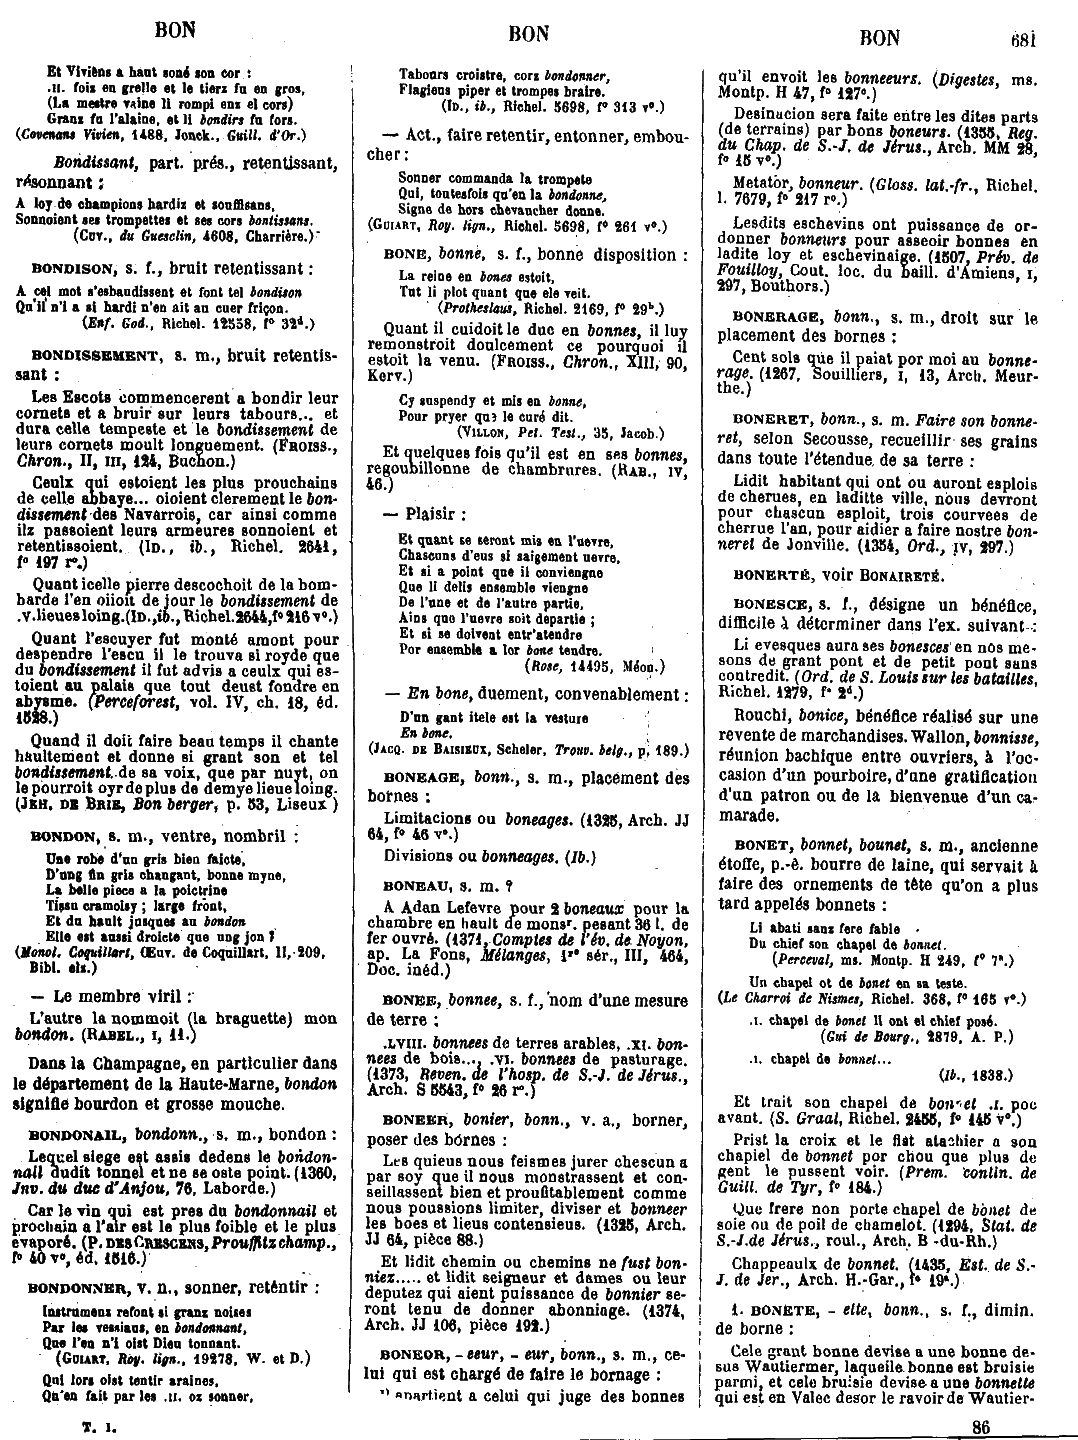 BON
BON
BON
681
Et Viviens a haut soné son cor :
.II. foiz en grelle et le tierz fu en gros,
(La mestre vaine li rompi enz el cors)
Granz fu l'alaine, et li bondirs fu fors.
(Covenans Vivien, 1488, Jonck., Guill. d'Or.)
Bondissant, part. prés., retentissant,
résonnant :
A loy de champions hardiz et souffisans,
Sonnoient ses trompettes et ses cors bontissans.
(Cuv., du Guesclin, 4608, Charrière.)
BONDISON, s. f., bruit retentissant :
A cel mot s'esbaudissent et font tel bondison
Qu'il n'i a si hardi n'en ait au cuer friçon.
(Enf. God., Richel. 12558, f° 32d.)
BONDISSEMENT, s. m., bruit retentis-
sant :
Les Escots commencerent a bondir leur
cornets et a bruir sur leurs tabours... et
dura celle tempeste et le bondissement de
leurs cornets moult longuement. (FROISS.,
Chron., II, III, 124, Buchon.)
Ceulx qui estoient les plus prouchains
de celle abbaye... oioient clerement le bon-
dissement des Navarrois, car ainsi comme
ilz passoient leurs armeures sonnoient et
retentissoient. (ID., ib., Richel. 2641,
f° 197 r°.)
Quant icelle pierre descochoit de la bom-
barde l'en oiioit de jour le bondissement de
.v. lieues loing. (ID., ib., Richel. 2644, f° 216 v°.)
Quant l'escuyer fut monté amont pour
despendre l'escu il le trouva si royde que
du bondissement il fut advis a ceulx qui es-
toient au palais que tout deust fondre en
abysme. (Perceforest, vol. IV, ch. 18, éd.
1528.)
Quand il doit faire beau temps il chante
haultement et donne si grant son et tel
bondissement de sa voix, que par nuyt, on
le pourroit oyr de plus de demye lieue loing.
(JEH. DE BRIE, Bon berger, p. 53, Liseux)
BONDON, s. m., ventre, nombril :
Une robe d'un gris bien faicte,
D'ung fin gris changant, bonne myne,
La belle piece a la poictrine
Tissu cramoisy ; large front,
Et du hault jusques au bondon
Elle est aussi droicte que ung jon ?
(Monol. Coquillart, Œuv. de Coquillart, II, 209,
Bibl. elz.)
— Le membre viril :
L'autre la nommoit (la braguette) mon
bondon. (RABEL., I, 11.)
Dans la Champagne, en particulier dans
le département de la Haute-Marne, bondon
signifie bourdon et grosse mouche.
BONDONAIL, bondonn., s. m., bondon :
Lequel siege est assis dedens le bondon-
nail dudit tonnel et ne se oste point. (1360,
Inv. du duc d'Anjou, 76, Laborde.)
Car le vin qui est pres du bondonnail et
prochain a l'air est le plus foible et le plus
evaporé. (P. DES CRESCENS, Prouffitz champ.,
f° 40 v°, éd. 1516.)
BONDONNER, v. n., sonner, retentir :
Instrumenz refont si granz noises
Par les vessiaus, en bondonnant,
Que l'en n'i oist Dieu tonnant.
(GUIART, Roy. lign., 19278, W. et D.)
Qui lors oist tentir araines,
Qu'en fait par les .II. oz sonner,
T. I.
Tabours croistre, corz bondonner,
Flagieus piper et trompes braire.
(ID., ib., Richel. 5698, f° 313 v°.)
— Act., faire retentir, entonner, embou-
cher :
Sonner commanda la trompete
Qui, toutesfois qu'en la bondonne,
Signe de hors chevaucher donne.
(GUIART, Roy. lign., Richel. 5698, f° 261 v°.)
BONE, bonne, s. f., bonne disposition :
La reine en bones estoit,
Tut li plot quant que ele veit.
(Protheslaus, Richel. 2169, f° 29b.)
Quant il cuidoit le duc en bonnes, il luy
remonstroit doulcement ce pourquoi il
estoit la venu. (FROISS., Chron., XIII, 90,
Kerv.)
Cy suspendy et mis en bonne,
Pour pryer que le curé dit.
(VILLON, Pet. Test., 35, Jacob.)
Et quelques fois qu'il est en ses bonnes,
regoubillonne de chambrures. (RAB., IV,
46.)
— Plaisir :
Et quant se seront mis en l'uevre,
Chascuns d'eus si saigement uevre,
Et si a point que il conviengne
Que li delis ensemble viengne
De l'une et de l'autre partie,
Ains que l'uevre soit departie ;
Et si se doivent entr'atendre
Por ensemble a lor bone tendre.
(Rose, 14495, Méon.)
— En bone, duement, convenablement :
D'un gant itele est la vesture
En bone.
(JACQ. DE BAISIEUX, Scheler, Trouv. belg., p. 189.)
BONEAGE, bonn., s. m., placement des
bornes :
Limitacions ou boneages. (1325, Arch. JJ
64, f° 46 v°.)
Divisions ou bonneages. (Ib.)
BONEAU, s. m. ?
A Adan Lefevre pour 2 boneaux pour la
chambre en hault de monsr. pesant 36 l. de
fer ouvré. (1371, Comptes de l'év. de Noyon,
ap. La Fons, Mélanges, 1re sér., III, 464,
Doc. inéd.)
BONEE, bonnee, s. f., nom d'une mesure
de terre :
.LVIII. bonnees de terres arables, .XI. bon-
nees de bois..., .VI. bonnees de pasturage.
(1373, Reven. de l'hosp. de S.-J. de Jérus.,
Arch. S 5543, f° 26 r°.)
BONEER, bonier, bonn., v. a., borner,
poser des bornes :
Les quieus nous feismes jurer chescun a
par soy que il nous monstrassent et con-
seillassent bien et proufitablement comme
nous poussions limiter, diviser et bonneer
les boes et lieus contensieus. (1325, Arch.
JJ 64, pièce 88.)
Et lidit chemin ou chemins ne fust bon-
niez..... et lidit seigneur et dames ou leur
deputez qui aient puissance de bonnier se-
ront tenu de donner abonniage. (1374,
Arch. JJ 106, pièce 192.)
BONEOR, - eeur, - eur, bonn., s. m., ce-
lui qui est chargé de faire le bornage :
apartient a celui qui juge des bonnes
qu'il envoit les bonneeurs. (Digestes, ms.
Montp. H 47, f° 127c.)
Desinacion sera faite entre les dites parts
(de terrains) par bons boneurs. (1355, Reg.
du Chap. de S.-J. de Jérus., Arch. MM 28,
f° 15 v°.)
Metator, bonneur. (Gloss. lat.-fr., Richel.
l. 7679, f° 217 r°.)
Lesdits eschevins ont puissance de or-
donner bonneurs pour asseoir bonnes en
ladite loy et eschevinaige. (1507, Prév. de
Fouilloy, Cout. loc. du baill. d'Amiens, I,
297, Bouthors.)
BONERAGE, bonn., s. m., droit sur le
placement des bornes :
Cent sols que il paiat por moi au bonne-
rage. (1267, Souilliers, I, 13, Arch. Meur-
the.)
BONERET, bonn., s. m. Faire son bonne-
ret, selon Secousse, recueillir ses grains
dans toute l'étendue de sa terre :
Lidit habitant qui ont ou auront esplois
de cherues, en laditte ville, nous devront
pour chascun esploit, trois courvees de
cherrue l'an, pour aidier a faire nostre bon-
neret de Jonville. (1354, Ord., IV, 297.)
BONERTÉ, voir BONAIRETÉ.
BONESCE, s. f., désigne un bénéfice,
difficile à déterminer dans l'ex. suivant :
Li evesques aura ses bonesces en nos me-
sons de grant pont et de petit pont sans
contredit. (Ord. de S. Louis sur les batailles,
Richel. 1279, f° 2d.)
Rouchi, bonice, bénéfice réalisé sur une
revente de marchandises. Wallon, bonnisse,
réunion bachique entre ouvriers, à l'oc-
casion d'un pourboire, d'une gratification
d'un patron ou de la bienvenue d'un ca-
marade.
BONET, bonnet, bounet, s. m., ancienne
étoffe, p.-ê. bourre de laine, qui servait à
faire des ornements de tête qu'on a plus
tard appelés bonnets :
Li abati sanz fere fable
Du chief son chapel de bonnet.
(Perceval, ms. Montp. H 249, f° 7a.)
Un chapel ot de bonet en sa teste.
(Le Charroi de Nismes, Richel. 368, f° 165 v°.)
.I. chapel de bonet li ont el chief posé.
(Gui de Bourg., 2879, A. P.)
.I. chapel de bonnet...
(Ib., 1838.)
Et trait son chapel de bonnet .I. poc
avant. (S. Graal, Richel. 2455, f° 145 v°.)
Prist la croix et le fist atachier a son
chapiel de bonnet por chou que plus de
gent le pussent voir. (Prem. contin. de
Guill. de Tyr, f° 184.)
Que frere non porte chapel de bonet de
soie ou de poil de chamelot. (1294, Stat. de
S.-J. de Jérus., roul., Arch. B.-du-Rh.)
Chappeaulx de bonnet. (1435, Est. de S.-
J. de Jer., Arch. H.-Gar., f° 19a.)
1. BONETE, - ette, bonn., s. f., dimin.
de borne :
Cele grant bonne devise a une bonne de-
sus Wautiermer, laqueile bonne est bruisie
parmi, et cele bruisie devise a une bonnette
qui est en Valec desor le ravoir de Wautier-
86